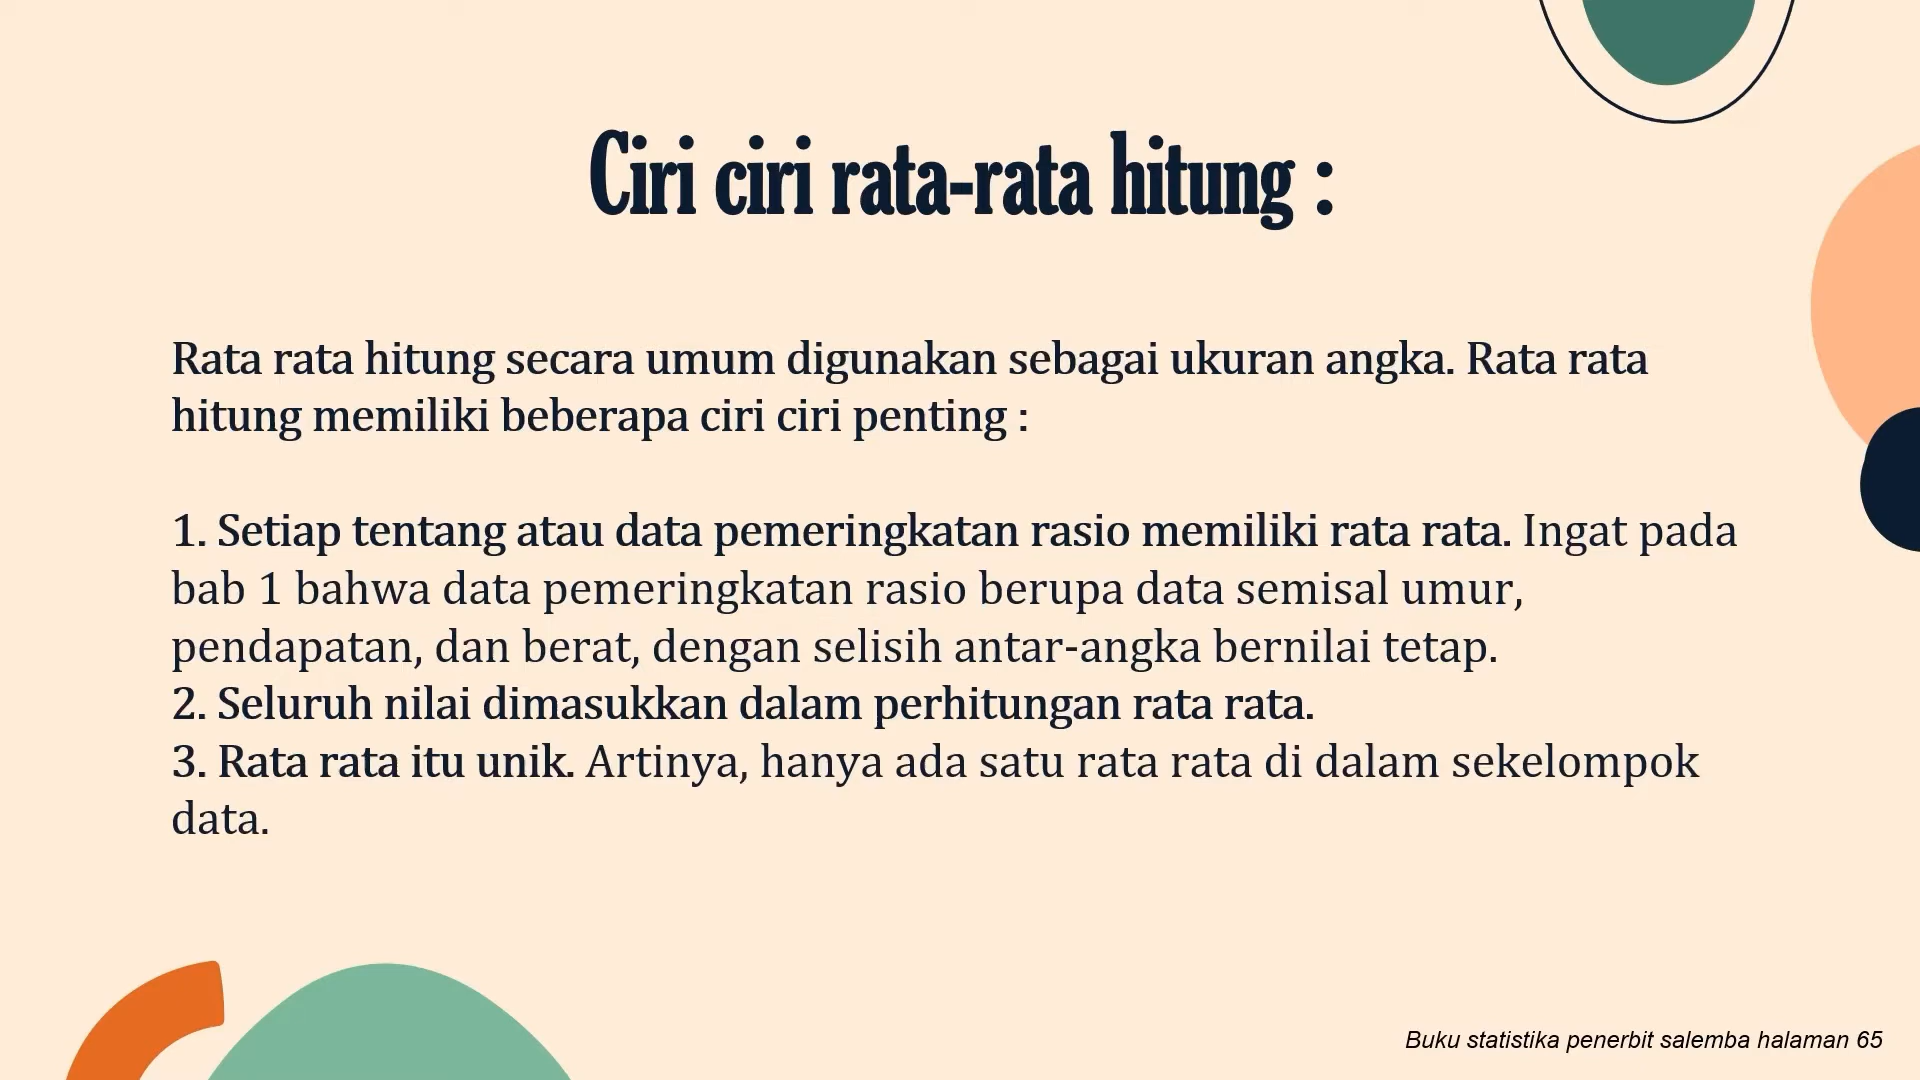 Ciri ciri rata-rata hitung :
Rata rata hitung secara umum digunakan sebagai ukuran angka. Rata rata
hitung memiliki beberapa ciri ciri penting :
1. Setiap tentang atau data pemeringkatan rasio memiliki rata rata. Ingat pada
bab 1 bahwa data pemeringkatan rasio berupa data semisal umur,
pendapatan, dan berat, dengan selisih antar-angka bernilai tetap.
2. Seluruh nilai dimasukkan dalam perhitungan rata rata.
3. Rata rata itu unik. Artinya, hanya ada satu rata rata di dalam sekelompok
data.
Buku statistika penerbit salemba halaman 65